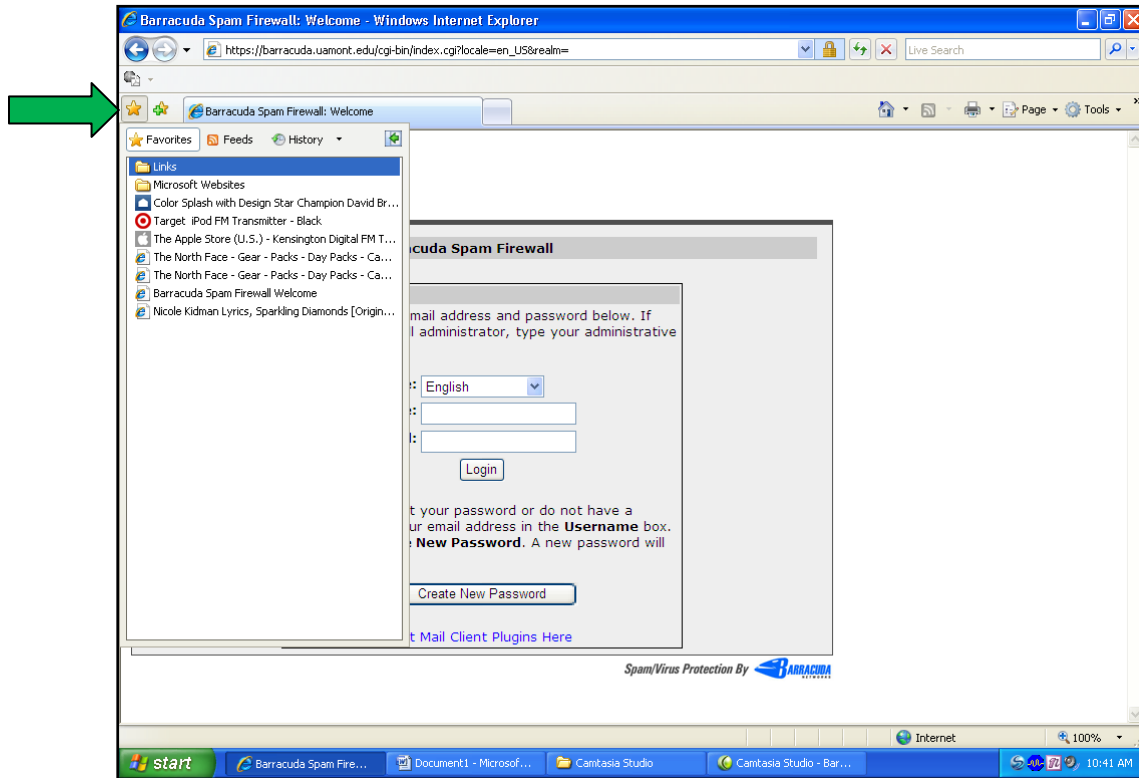 Barracuda Spam Firewall: Welcome - Windows Internet Explorer
https://barracuda.uamont.edu/cgi-bin/index.cgi?locale=en_US&realm=
Live Search
Barracuda Spam Firewall: Welcome
Page
Tools
Favorites
Feeds
History
Links
Microsoft Websites
Color Splash with Design Star Champion David Br...
Target iPod FM Transmitter - Black
The Apple Store (U.S.) - Kensington Digital FM T...
The North Face - Gear - Packs - Day Packs - Ca...
The North Face - Gear - Packs - Day Packs - Ca...
Barracuda Spam Firewall Welcome
Nicole Kidman Lyrics, Sparkling Diamonds [Origin...
cuda Spam Firewall
mail address and password below. If
l administrator, type your administrative
English
Login
t your password or do not have a
ur email address in the Username box.
New Password. A new password will
Create New Password
t Mail Client Plugins Here
Spam/Virus Protection By BARRACUDA NETWORKS
Internet
100%
start
Barracuda Spam Fire...
Document1 - Microsof...
Camtasia Studio
Camtasia Studio - Bar...
10:41 AM